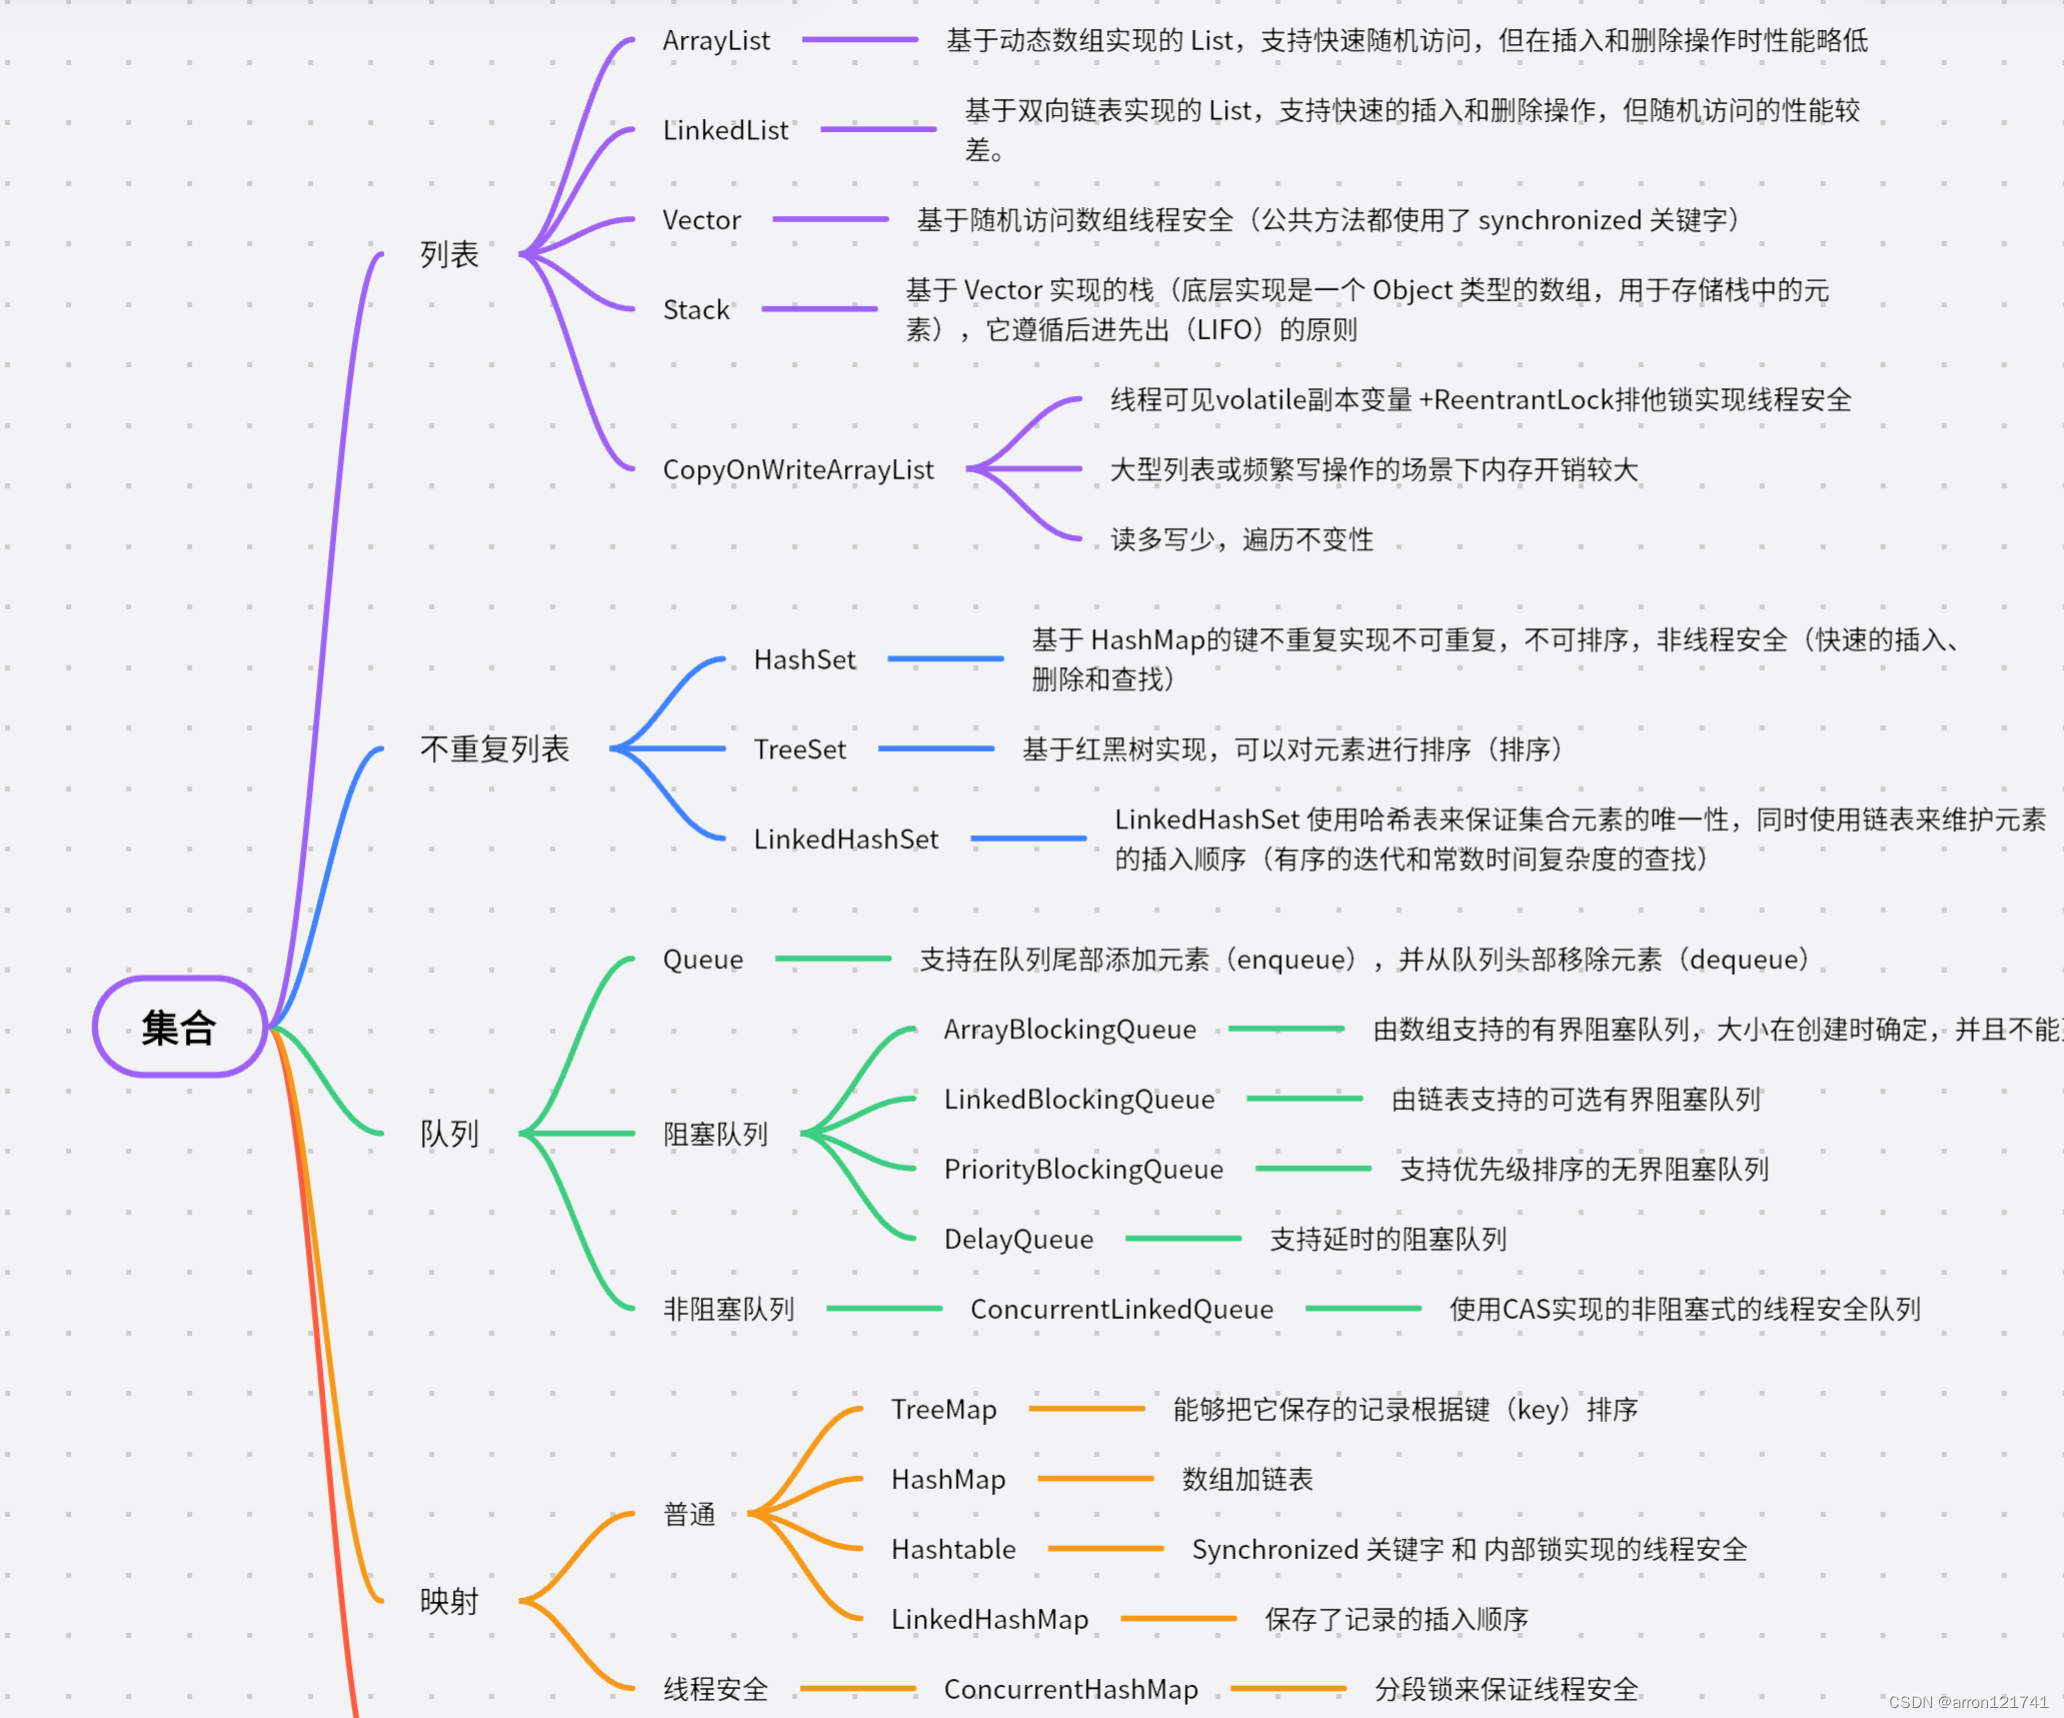 ArrayList
基于动态数组实现的 List，支持快速随机访问，但在插入和删除操作时性能略低
LinkedList
基于双向链表实现的 List，支持快速的插入和删除操作，但随机访问的性能较
差。
Vector
基于随机访问数组线程安全（公共方法都使用了 synchronized 关键字）
列表
Stack
基于 Vector 实现的栈（底层实现是一个 Object 类型的数组，用于存储栈中的元
素），它遵循后进先出（LIFO）的原则
CopyOnWriteArrayList
线程可见volatile副本变量 +ReentrantLock排他锁实现线程安全
大型列表或频繁写操作的场景下内存开销较大
读多写少，遍历不变性
不重复列表
HashSet
基于 HashMap的键不重复实现不可重复，不可排序，非线程安全（快速的插入、
删除和查找）
TreeSet
基于红黑树实现，可以对元素进行排序（排序）
LinkedHashSet
LinkedHashSet 使用哈希表来保证集合元素的唯一性，同时使用链表来维护元素
的插入顺序（有序的迭代和常数时间复杂度的查找）
集合
队列
Queue
支持在队列尾部添加元素（enqueue），并从队列头部移除元素（dequeue）
阻塞队列
ArrayBlockingQueue
由数组支持的有界阻塞队列，大小在创建时确定，并且不能
LinkedBlockingQueue
由链表支持的可选有界阻塞队列
PriorityBlockingQueue
支持优先级排序的无界阻塞队列
DelayQueue
支持延时的阻塞队列
非阻塞队列
ConcurrentLinkedQueue
使用CAS实现的非阻塞式的线程安全队列
映射
普通
TreeMap
能够把它保存的记录根据键（key）排序
HashMap
数组加链表
Hashtable
Synchronized 关键字 和 内部锁实现的线程安全
LinkedHashMap
保存了记录的插入顺序
线程安全
ConcurrentHashMap
分段锁来保证线程安全
CSDN @arron121741